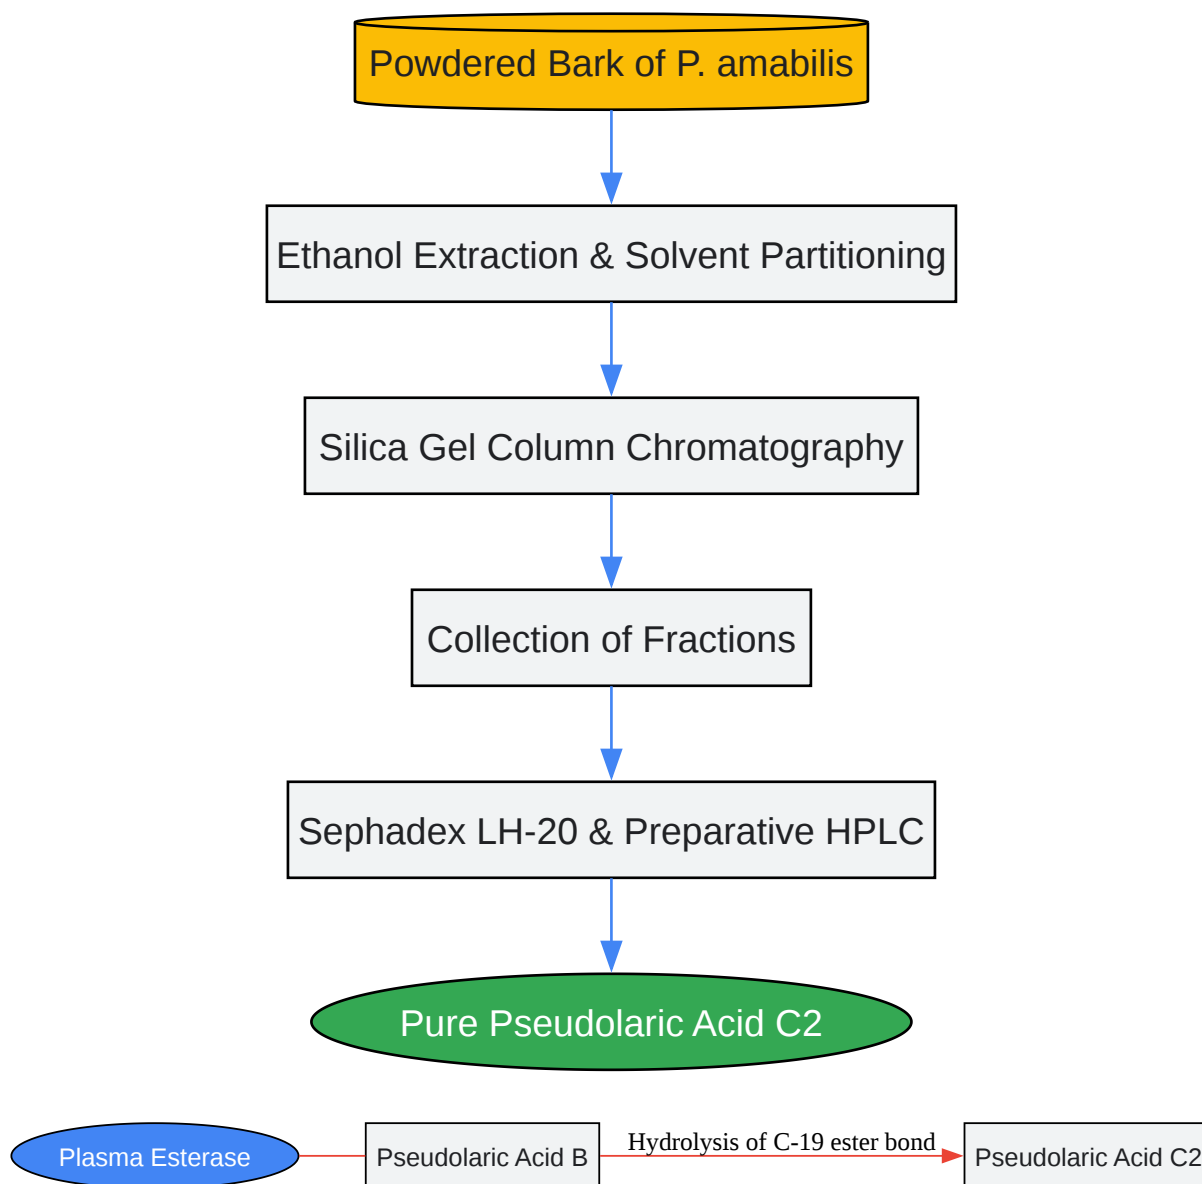 Powdered Bark of P. amabilis
Ethanol Extraction & Solvent Partitioning
Silica Gel Column Chromatography
Collection of Fractions
Sephadex LH-20 & Preparative HPLC
Pure Pseudolaric Acid C2
Plasma Esterase
Pseudolaric Acid B
Hydrolysis of C-19 ester bond
Pseudolaric Acid C2